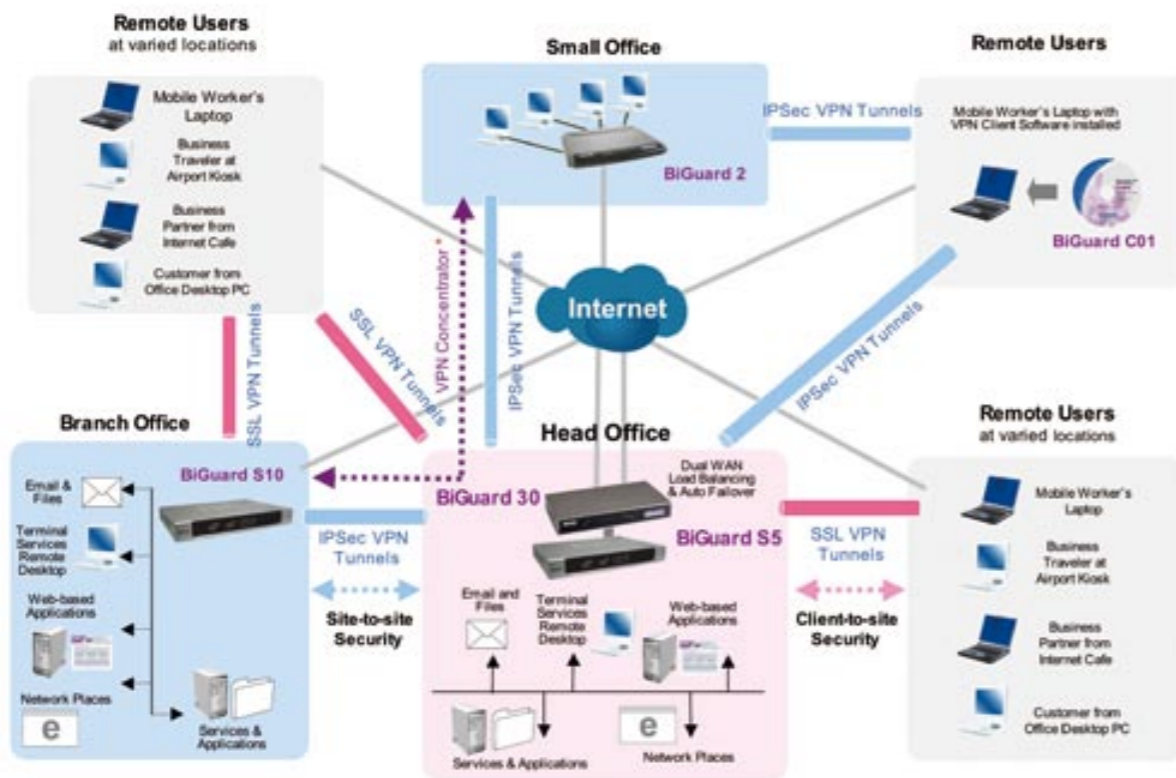 Remote Users
at varied locations
Mobile Worker's
Laptop
Business
Traveler at
Airport Kiosk
Business
Partner from
Internet Cafe
Customer from
Office Desktop PC
Small Office
BiGuard 2
IPSec VPN Tunnels
Remote Users
Mobile Worker's Laptop with
VPN Client Software installed
BiGuard C01
Internet
SSL VPN Tunnels
SSL VPN Tunnels
VPN Concentrator *
IPSec VPN Tunnels
IPSec VPN Tunnels
Branch Office
BiGuard S10
Email &
Files
Terminal
Services
Remote
Desktop
Web-based
Applications
Network Places
e
Services &
Applications
IPSec VPN
Tunnels
Site-to-site
Security
Head Office
Dual WAN
Load Balancing
& Auto Failover
BiGuard 30
BiGuard S5
Email and
Files
Terminal
Services
Remote
Desktop
Web-based
Applications
Services & Applications
e
Network Places
SSL VPN
Tunnels
Client-to-site
Security
Remote Users
at varied locations
Mobile Worker's
Laptop
Business
Traveler at
Airport Kiosk
Business
Partner from
Internet Cafe
Customer from
Office Desktop PC